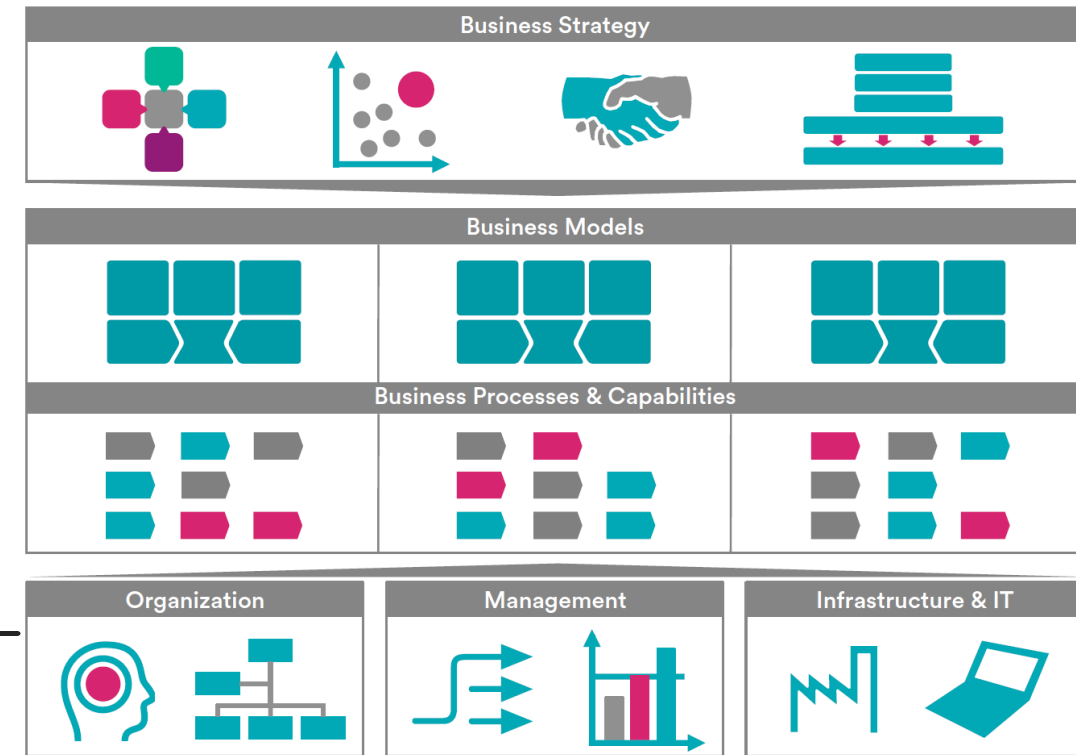 Business Strategy
Business Models
Business Processes & Capabilities
Organization
Management
Infrastructure & IT